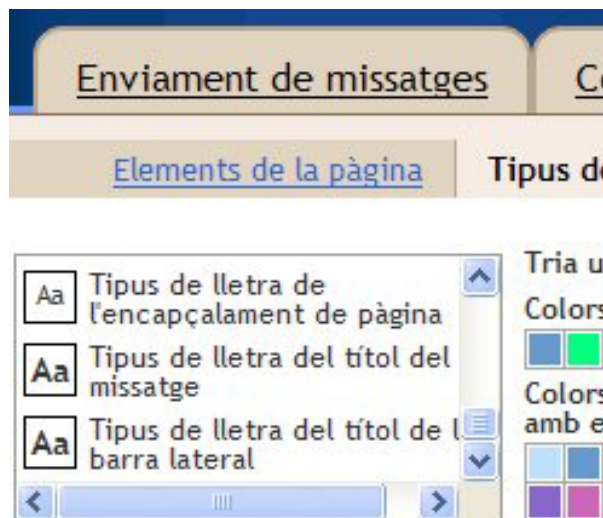 Enviament de missatges
Elements de la pàgina
Tipus
Aa
Tipus de lletra de
l'encapçalament de pàgina
Aa
Tipus de lletra del títol del
missatge
Aa
Tipus de lletra del títol de
barra lateral
Tria
Colors
Colors
amb